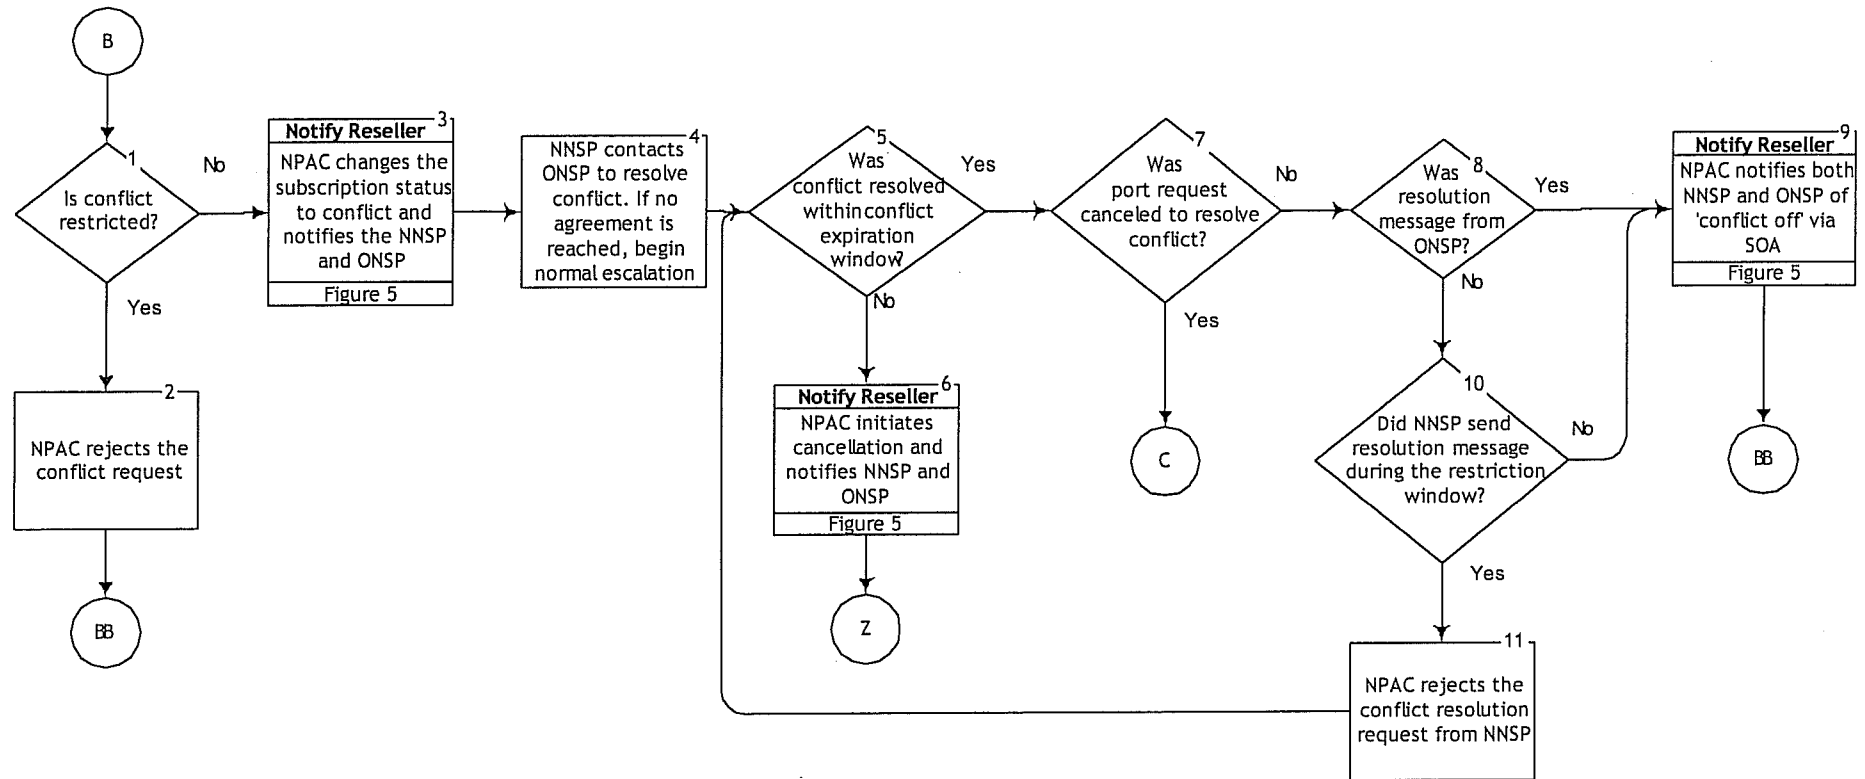 B
1
Is conflict
restricted?
No
Yes
2
NPAC rejects the
conflict request
BB
3
Notify Reseller
NPAC changes the
subscription status
to conflict and
notifies the NNSP
and ONSP
Figure 5
4
NNSP contacts
ONSP to resolve
conflict. If no
agreement is
reached, begin
normal escalation
5
Was
conflict resolved
within conflict
expiration
window?
Yes
No
6
Notify Reseller
NPAC initiates
cancellation and
notifies NNSP and
ONSP
Figure 5
Z
7
Was
port request
canceled to resolve
conflict?
No
Yes
C
8
Was
resolution
message from
ONSP?
Yes
No
9
Notify Reseller
NPAC notifies both
NNSP and ONSP of
'conflict off' via
SOA
Figure 5
BB
10
Did NNSP send
resolution message
during the restriction
window?
No
Yes
11
NPAC rejects the
conflict resolution
request from NNSP